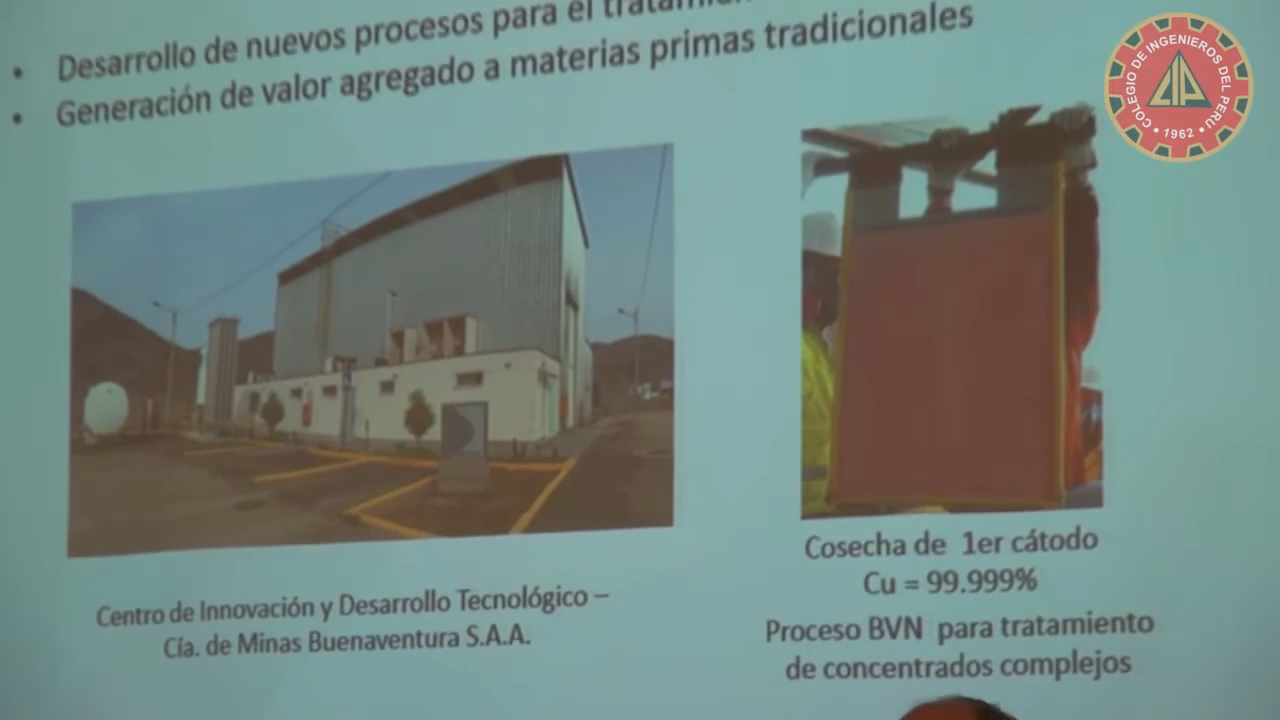 • Desarrollo de nuevos procesos para el
• Generación de valor agregado a materias primas tradicionales
COLEGIO DE INGENIEROS DEL PERU
• 1962 •
CIP
Cosecha de 1er cátodo
Cu = 99.999%
Centro de Innovación y Desarrollo Tecnológico –
Cía. de Minas Buenaventura S.A.A.
Proceso BVN para tratamiento
de concentrados complejos